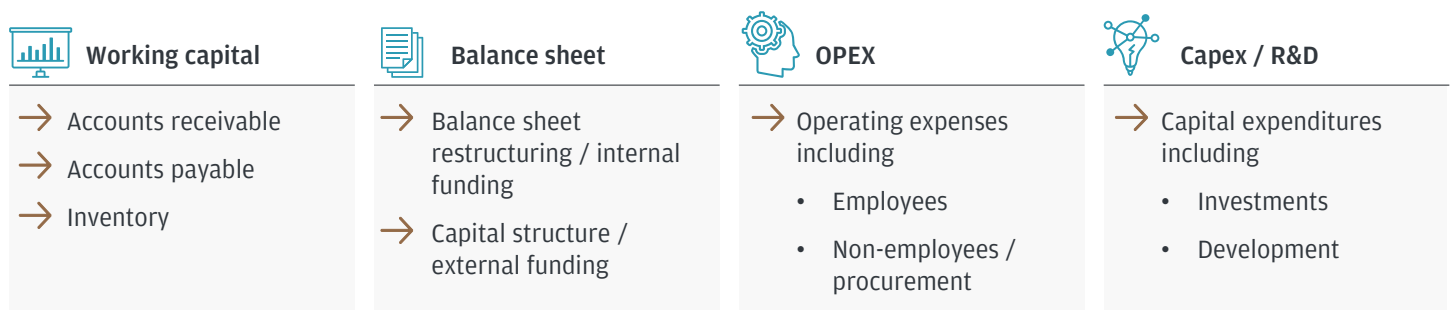 Working capital
Accounts receivable
Accounts payable
Inventory
Balance sheet
Balance sheet
restructuring / internal
funding
Capital structure /
external funding
OPEX
Operating expenses
including
• Employees
• Non-employees /
procurement
Capex / R&D
Capital expenditures
including
• Investments
• Development